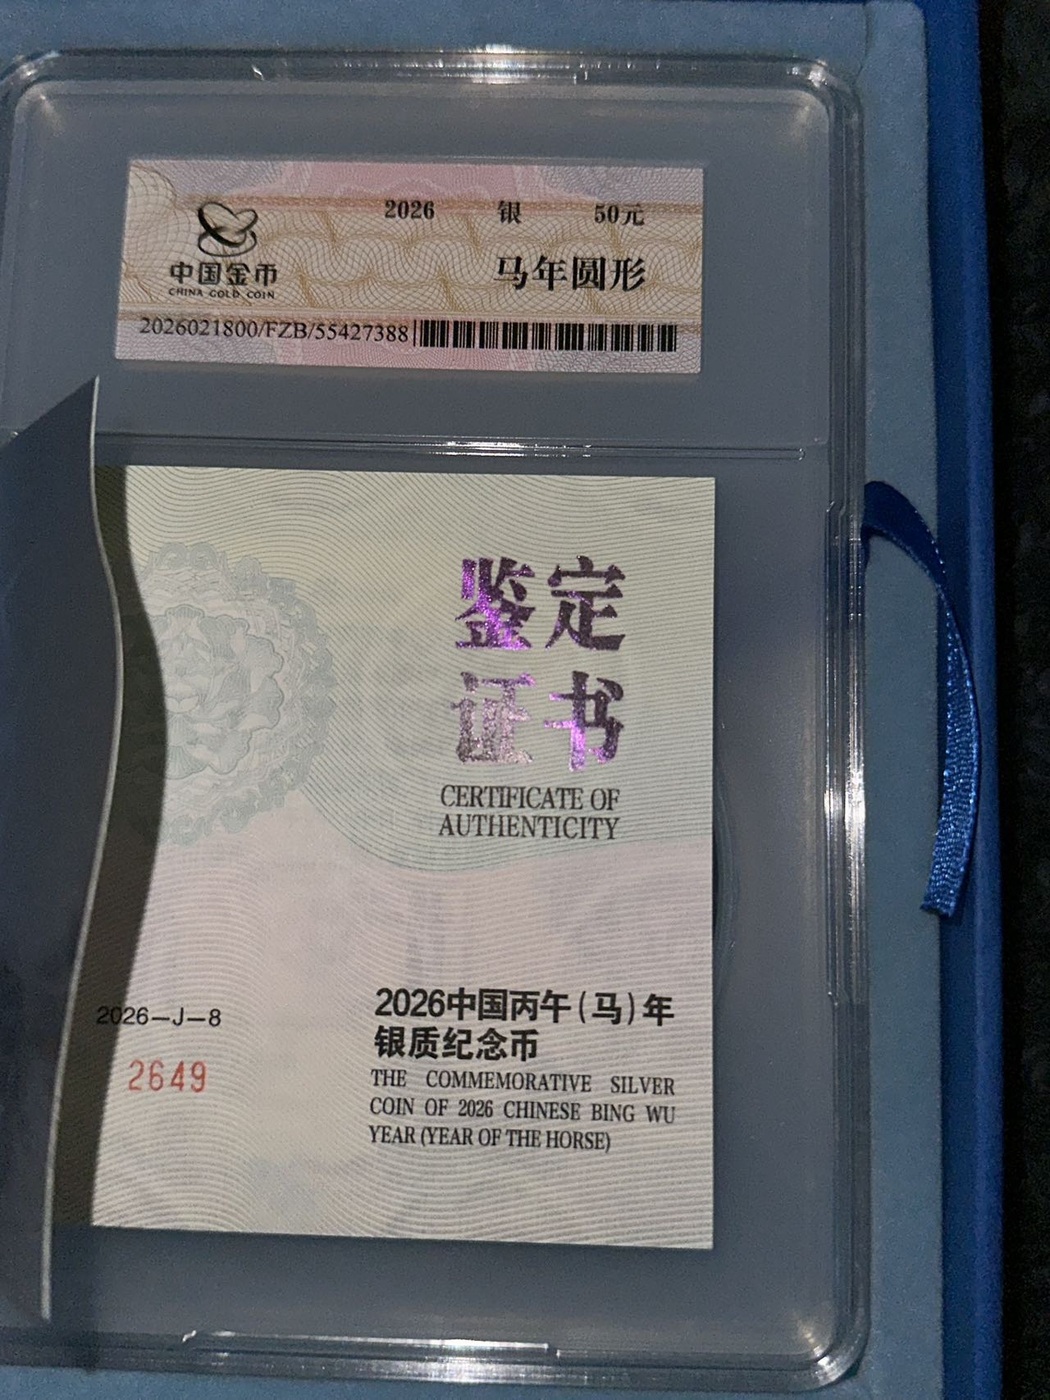 2026 银 50元
中国金币
CHINA GOLD COIN
马年圆形
2026021800/FZB/55427388
鉴定
证书
CERTIFICATE OF
AUTHENTICITY
2026—J—8
2649
2026中国丙午(马)年
银质纪念币
THE COMMEMORATIVE SILVER
COIN OF 2026 CHINESE BING WU
YEAR (YEAR OF THE HORSE)